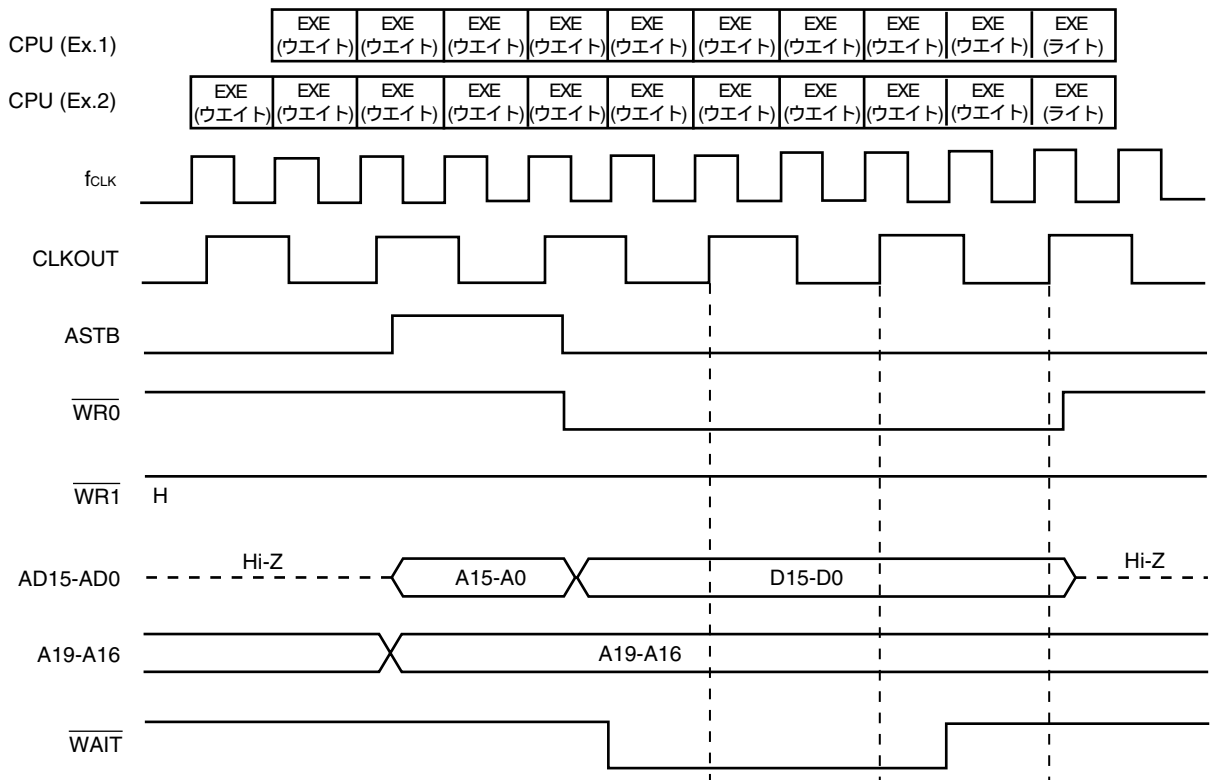 EXE EXE EXE EXE EXE EXE EXE EXE EXE EXE
CPU (Ex.1)
(ウエイト) (ウエイト) (ウエイト) (ウエイト) (ウエイト) (ウエイト) (ウエイト) (ウエイト) (ウエイト) (ライト)
EXE EXE EXE EXE EXE EXE EXE EXE EXE EXE EXE
CPU (Ex.2)
(ウエイト) (ウエイト) (ウエイト) (ウエイト) (ウエイト) (ウエイト) (ウエイト) (ウエイト) (ウエイト) (ウエイト) (ライト)
fCLK
CLKOUT
ASTB
WR0
WR1 H
AD15-AD0 Hi-Z A15-A0 D15-D0 Hi-Z
A19-A16 A19-A16
WAIT